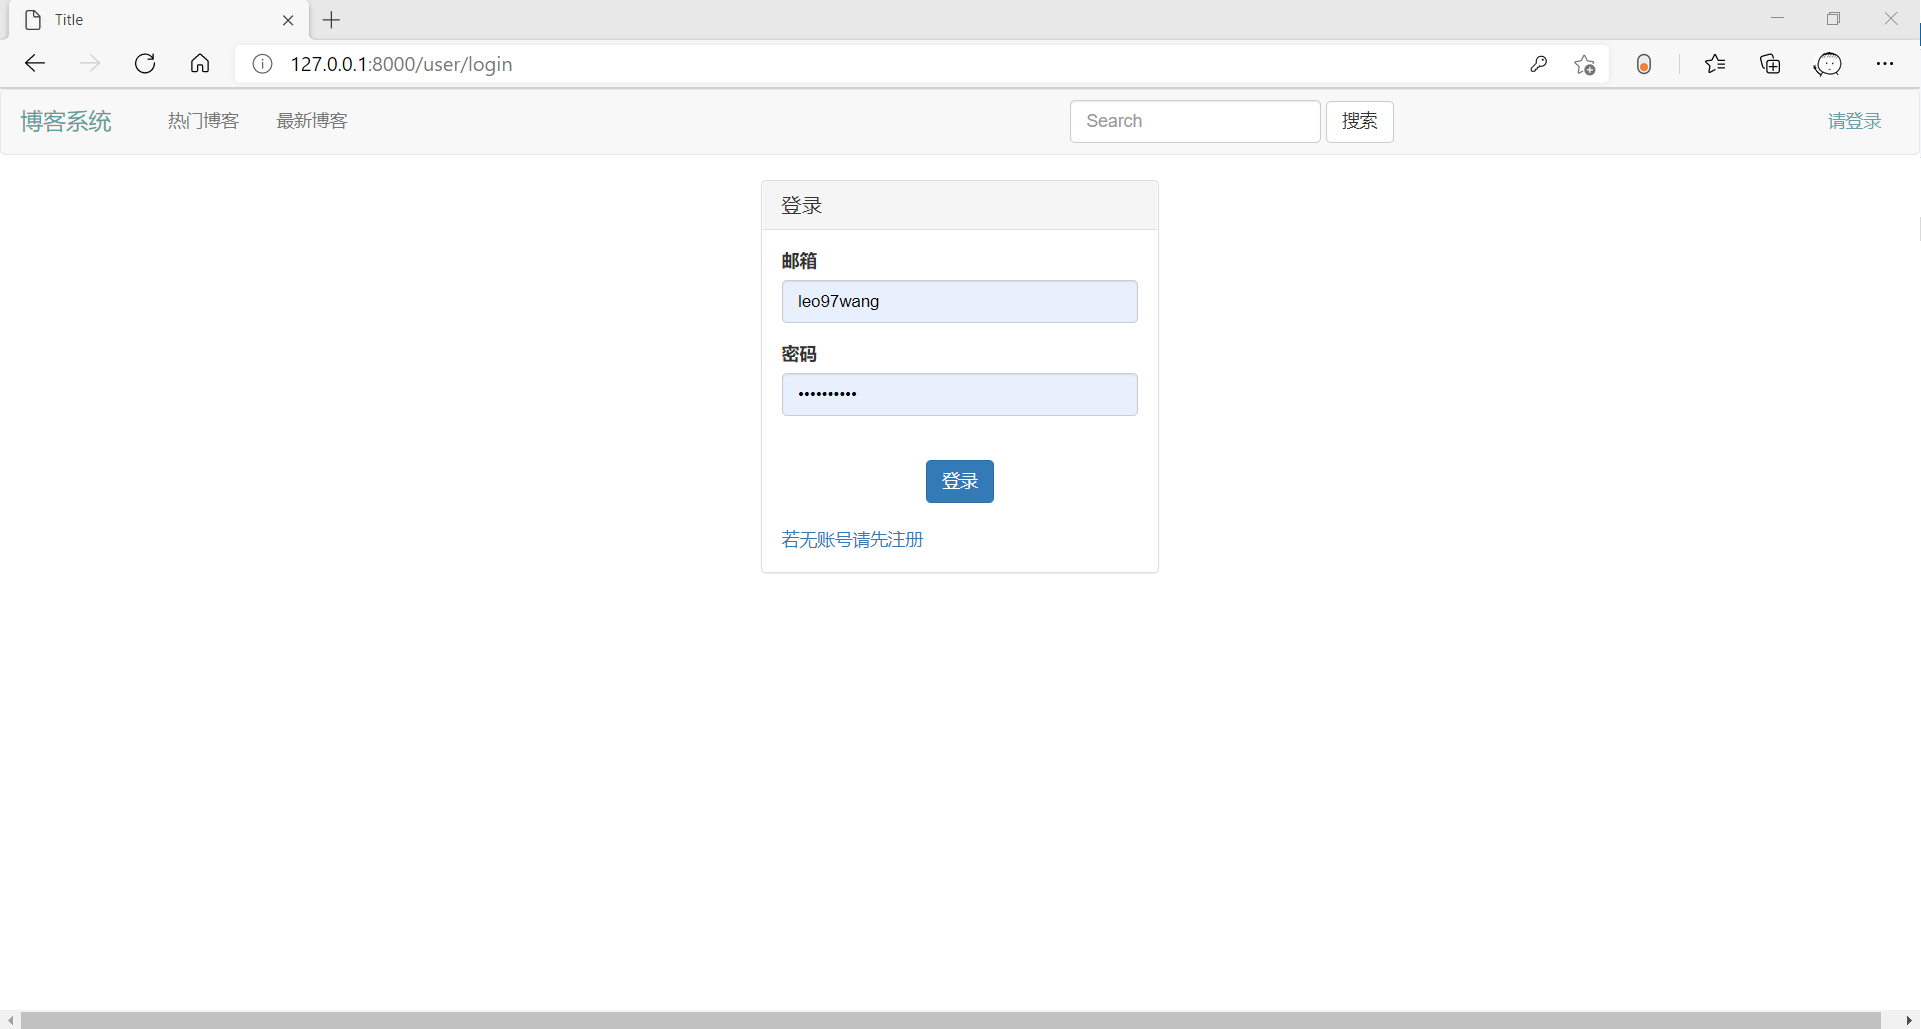 Title
127.0.0.1:8000/user/login
博客系统 热门博客 最新博客 Search 搜索 请登录
登录
邮箱
leo97wang
密码
••••••••••
登录
若无账号请先注册